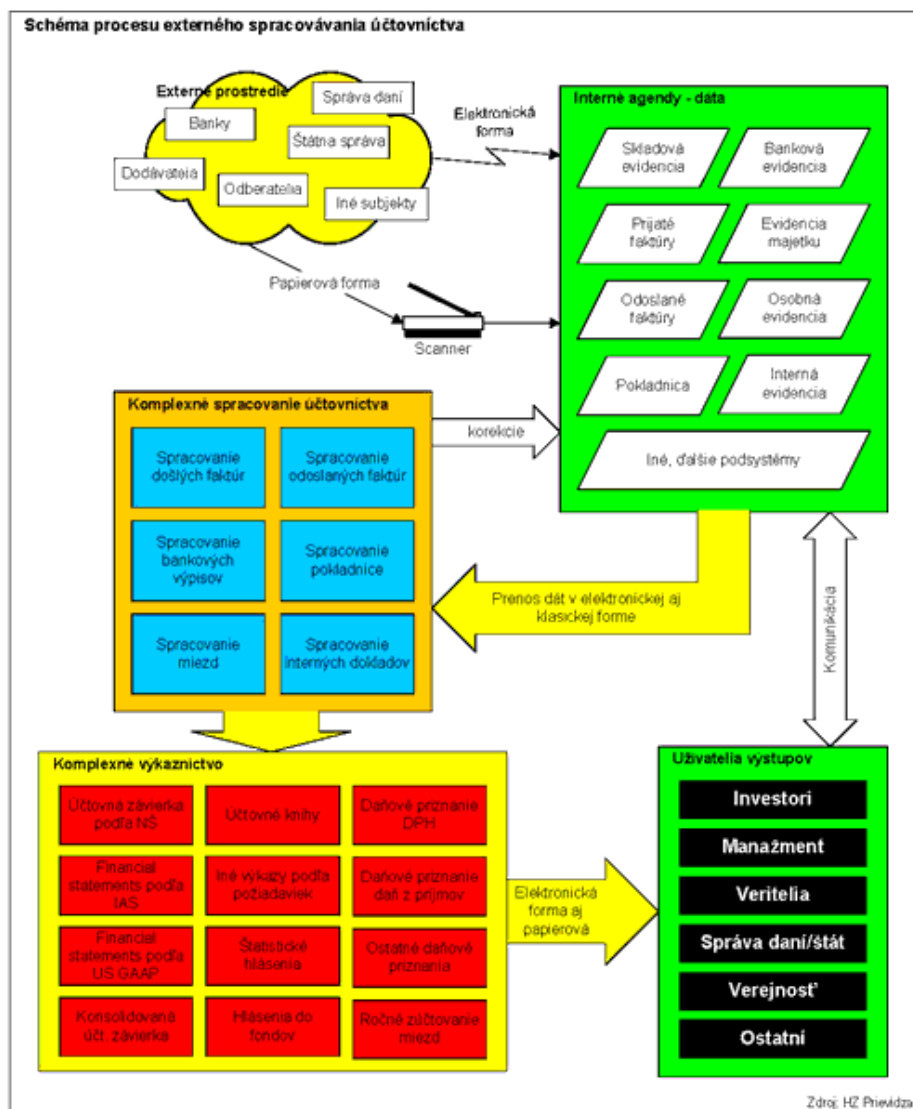 Schéma procesu externého spracovávania účtovníctva
Externé prostredie
Správa daní
Banky
Štátna správa
Dodávatelia
Odberatelia
Iné subjekty
Elektronická
forma
Papierová forma
Scanner
Interné agendy - dáta
Skladová
evidencia
Banková
evidencia
Prijaté
faktúry
Evidencia
majetku
Odoslané
faktúry
Osobná
evidencia
Pokladnica
Interná
evidencia
Iné, ďalšie podsystémy
Komplexné spracovanie účtovníctva
korekcie
Spracovanie
došlých faktúr
Spracovanie
odoslaných faktúr
Spracovanie
bankových
výpisov
Spracovanie
pokladnice
Spracovanie
miezd
Spracovanie
interných dokladov
Prenos dát v elektronickej aj
klasickej forme
Komunikácia
Komplexné výkazníctvo
Účtovná závierka
podľa NŠ
Účtovné knihy
Daňové priznanie
DPH
Financial
statements podľa
IAS
Iné výkazy podľa
požiadaviek
Daňové priznanie
daň z príjmov
Financial
statements podľa
US GAAP
Štatistické
hlásenia
Ostatné daňové
priznania
Konsolidovaná
účt. závierka
Hlásenia do
fondov
Ročné zúčtovanie
miezd
Elektronická
forma aj
papierová
Užívatelia výstupov
Investori
Manažment
Veritelia
Správa daní/štát
Verejnosť
Ostatní
Zdroj: HZ Prievidza